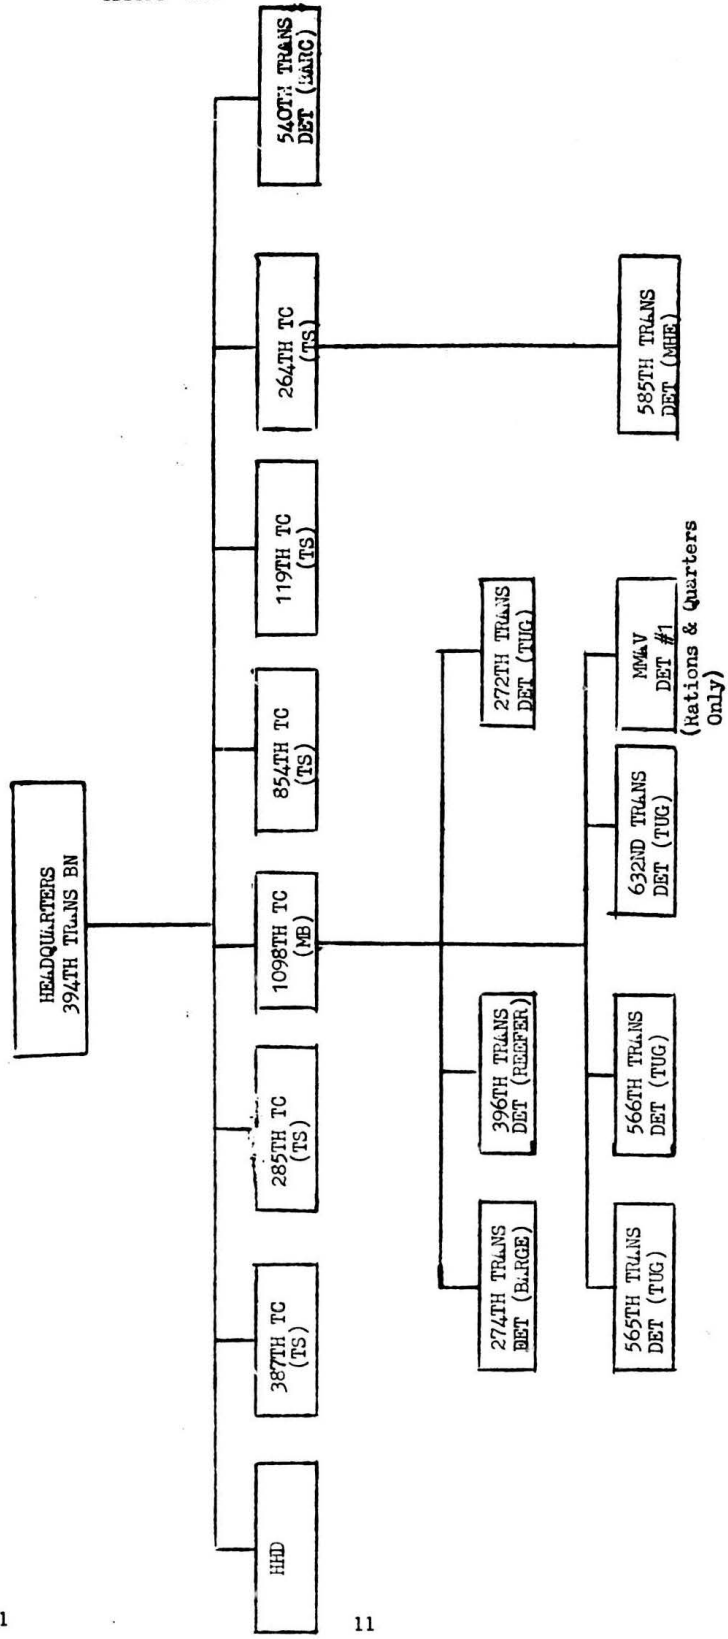 HEADQUARTERS
394TH TRANS BN
HHD
387TH TC
(TS)
285TH TC
(TS)
1098TH TC
(MB)
854TH TC
(TS)
119TH TC
(TS)
264TH TC
(TS)
540TH TRANS
DET (BARC)
274TH TRANS
DET (BARGE)
396TH TRANS
DET (REEFER)
272TH TRANS
DET (TUG)
565TH TRANS
DET (TUG)
566TH TRANS
DET (TUG)
632ND TRANS
DET (TUG)
MMAV
DET #1
(Rations & Quarters
Only)
585TH TRANS
DET (MHE)
1
11